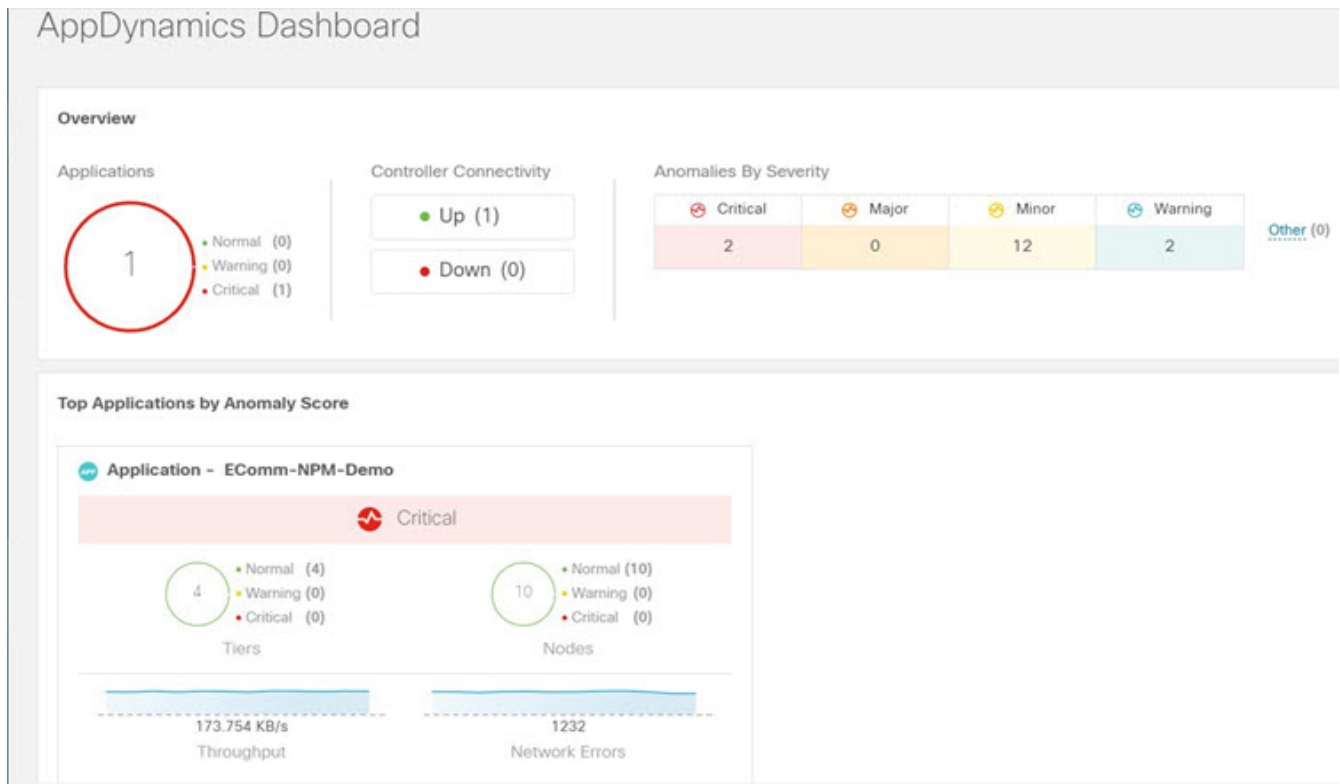 AppDynamics Dashboard
Overview
Applications
1
Normal (0)
Warning (0)
Critical (1)
Controller Connectivity
Up (1)
Down (0)
Anomalies By Severity
Critical Major Minor Warning
2 0 12 2
Other (0)
Top Applications by Anomaly Score
APP Application - EComm-NPM-Demo
Critical
4
Normal (4)
Warning (0)
Critical (0)
Tiers
10
Normal (10)
Warning (0)
Critical (0)
Nodes
173.754 KB/s
Throughput
1232
Network Errors